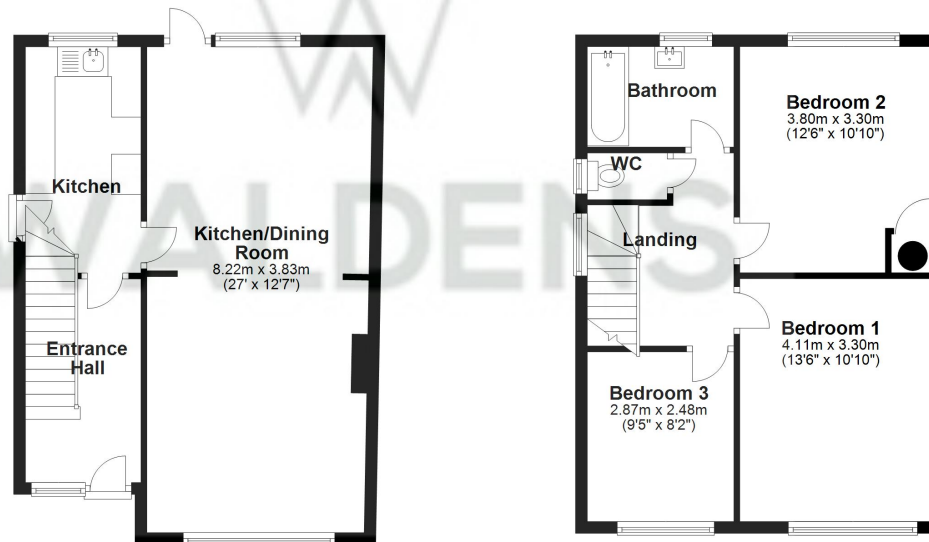 WALDENS
Kitchen
Kitchen/Dining
Room
8.22m x 3.83m
(27' x 12'7")
Entrance
Hall
Bathroom
WC
Landing
Bedroom 2
3.80m x 3.30m
(12'6" x 10'10")
Bedroom 1
4.11m x 3.30m
(13'6" x 10'10")
Bedroom 3
2.87m x 2.48m
(9'5" x 8'2")